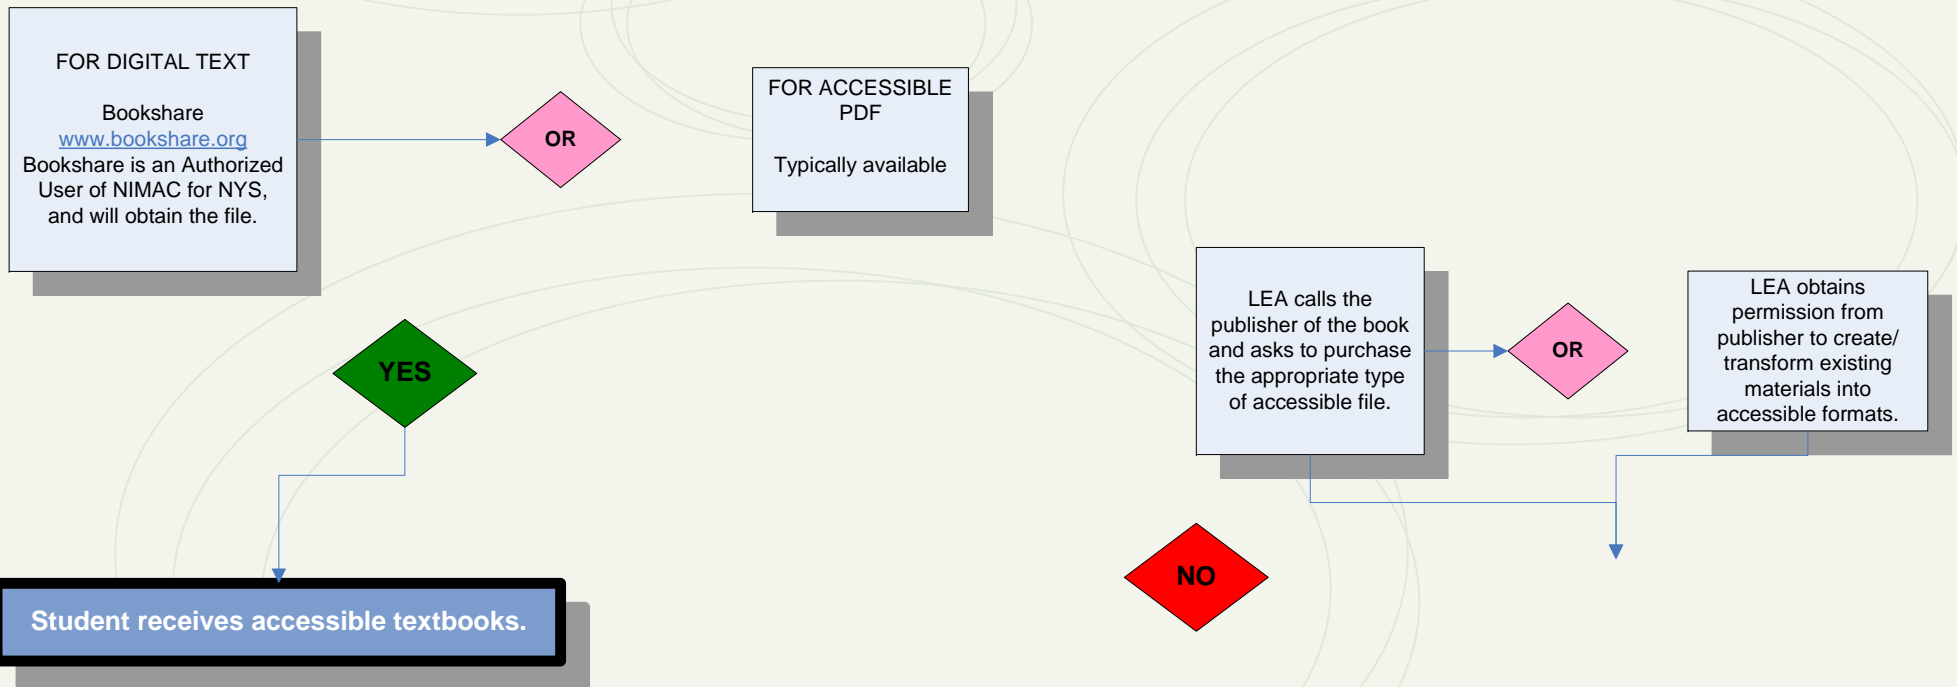 FOR DIGITAL TEXT
Bookshare
www.bookshare.org
Bookshare is an Authorized
User of NIMAC for NYS,
and will obtain the file.
OR
FOR ACCESSIBLE
PDF
Typically available
LEA calls the
publisher of the book
and asks to purchase
the appropriate type
of accessible file.
OR
LEA obtains
permission from
publisher to create/
transform existing
materials into
accessible formats.
YES
NO
Student receives accessible textbooks.